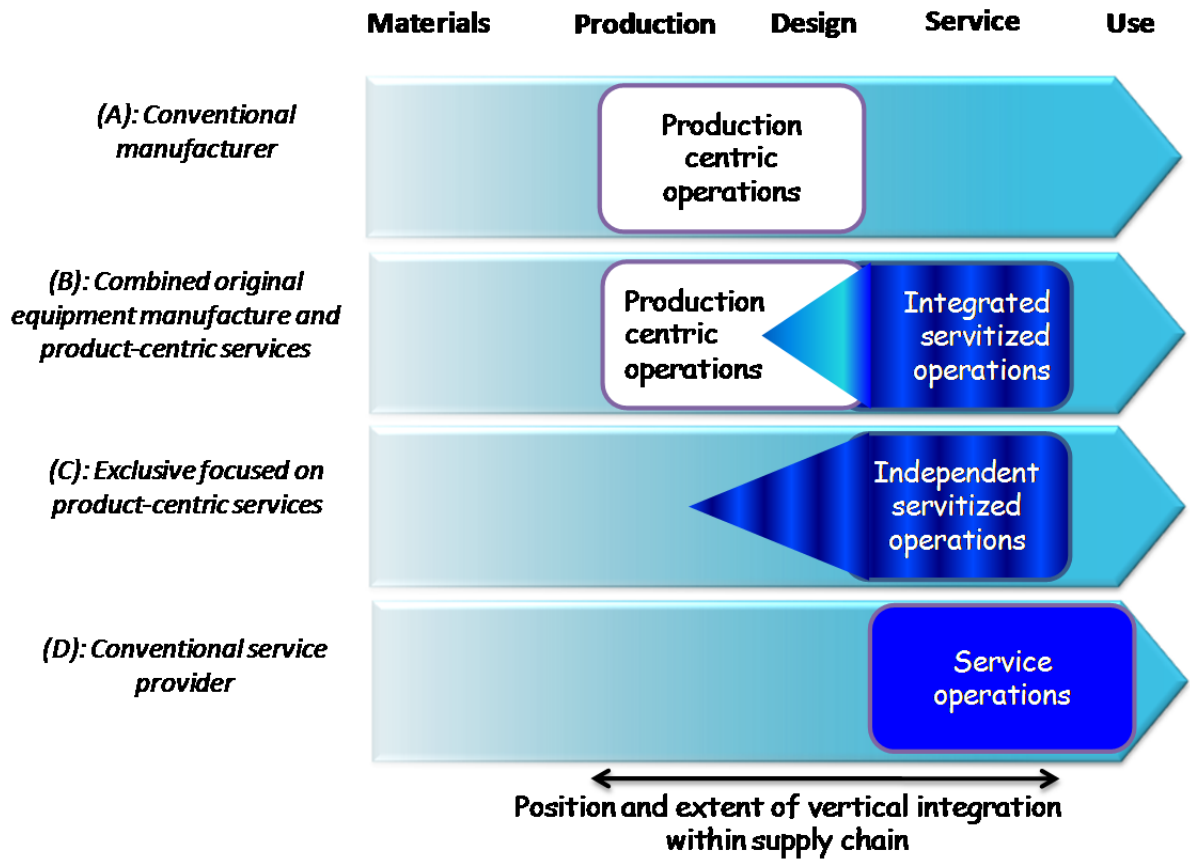 Materials Production Design Service Use
(A): Conventional
manufacturer
Production
centric
operations
(B): Combined original
equipment manufacture and
product-centric services
Production
centric
operations
Integrated
servitized
operations
(C): Exclusive focused on
product-centric services
Independent
servitized
operations
(D): Conventional service
provider
Service
operations
Position and extent of vertical integration
within supply chain